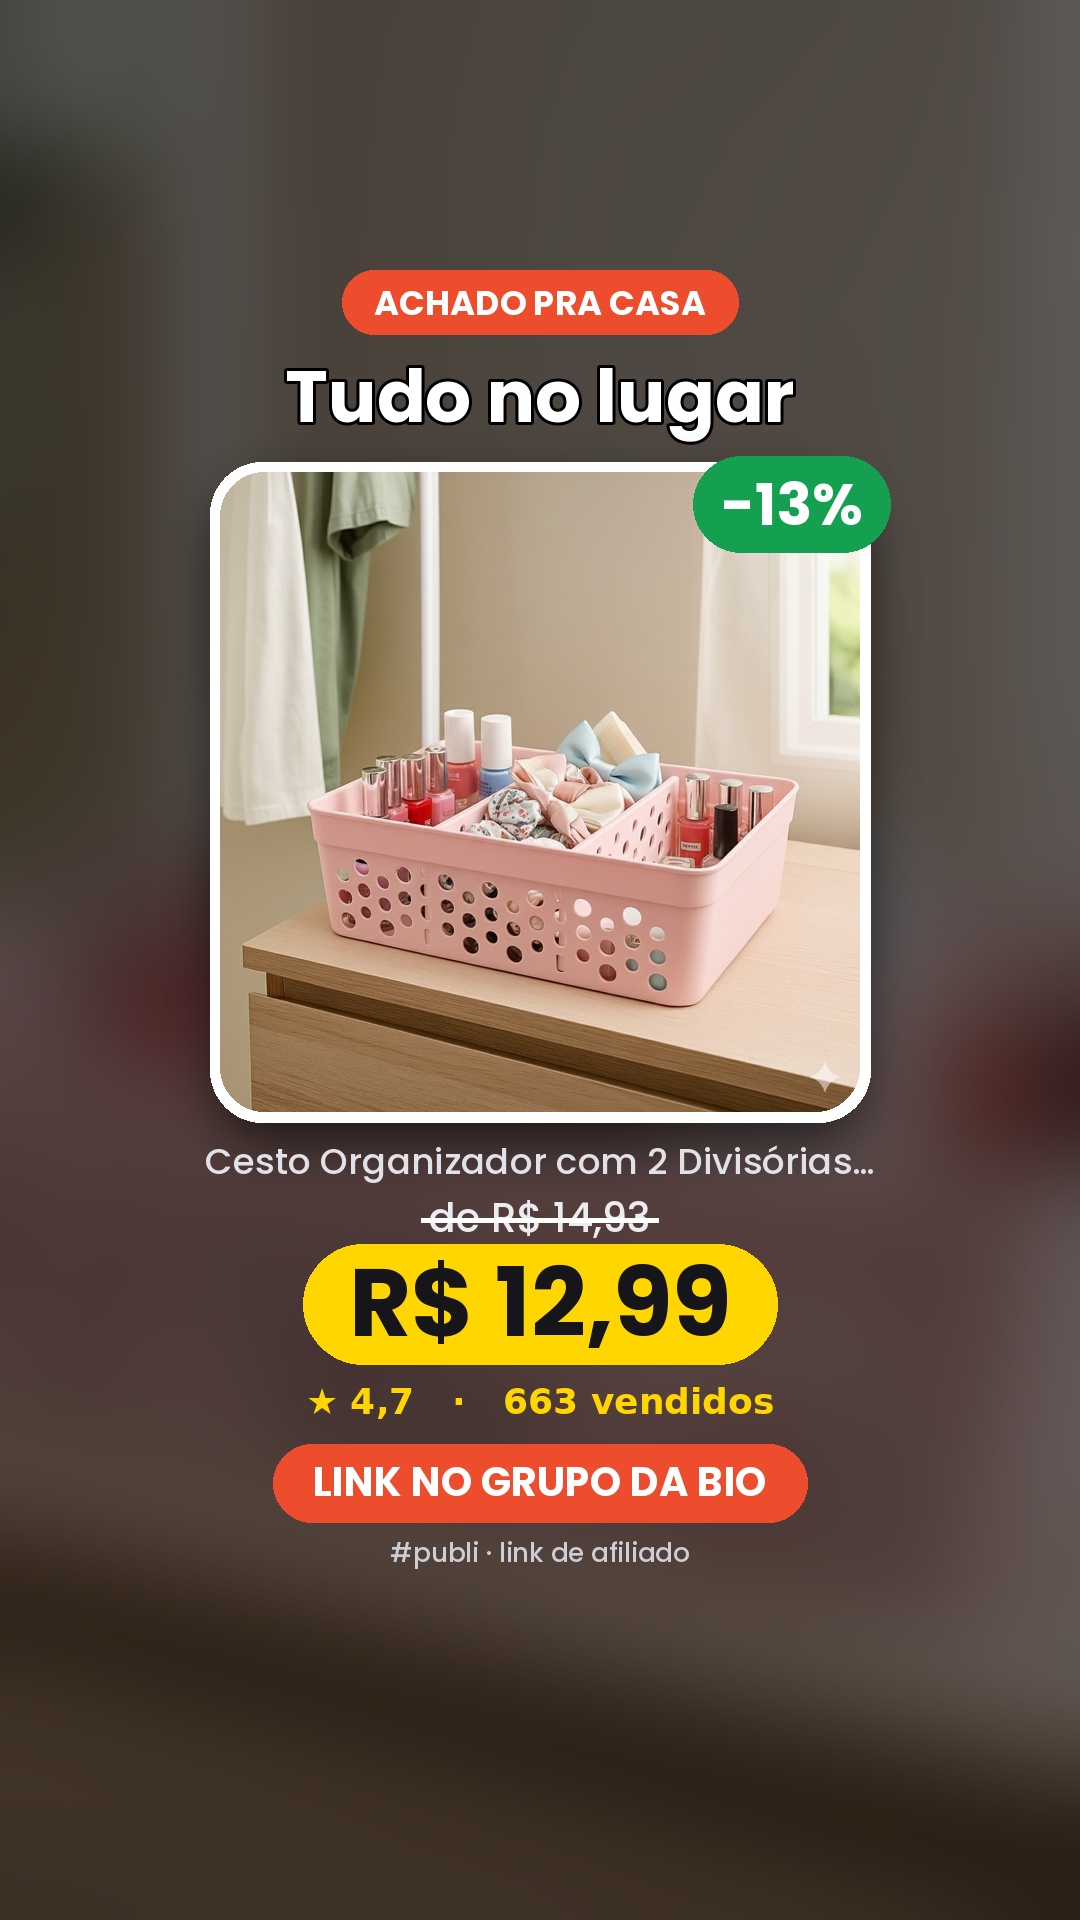 ACHADO PRA CASA
Tudo no lugar
-13%
Cesto Organizador com 2 Divisórias...
de R$ 14,93
R$ 12,99
★ 4,7 · 663 vendidos
LINK NO GRUPO DA BIO
#publi · link de afiliado